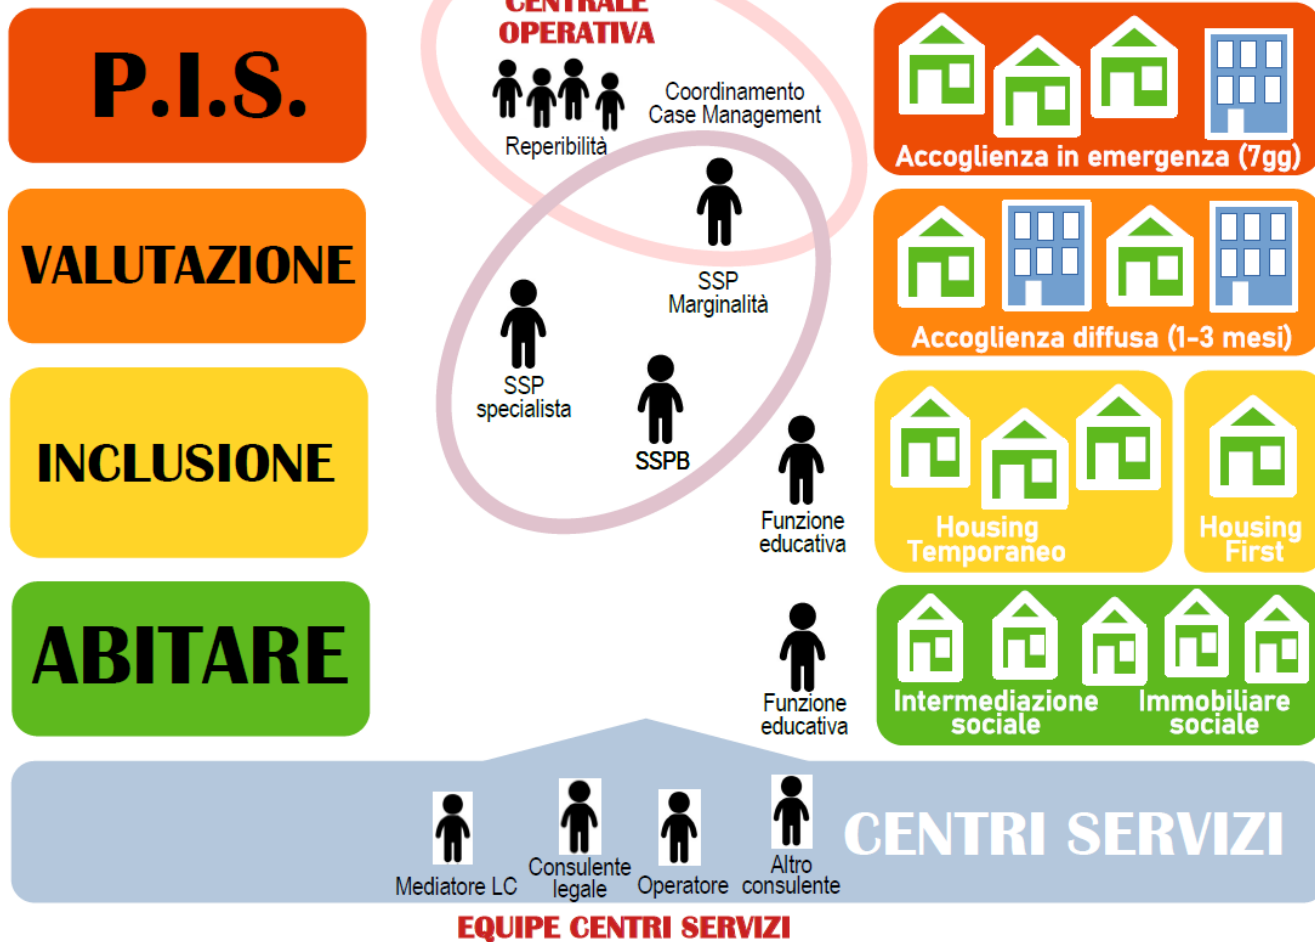 CENTRALE
OPERATIVA
P.I.S.
Reperibilità
Coordinamento
Case Management
Accoglienza in emergenza (7gg)
VALUTAZIONE
SSP
Marginalità
Accoglienza diffusa (1-3 mesi)
SSP
specialista
INCLUSIONE
SSPB
Funzione
educativa
Housing
Temporaneo
Housing
First
ABITARE
Funzione
educativa
Intermediazione
sociale
Immobiliare
sociale
Mediatore LC
Consulente
legale
Operatore
Altro
consulente
CENTRI SERVIZI
EQUIPE CENTRI SERVIZI